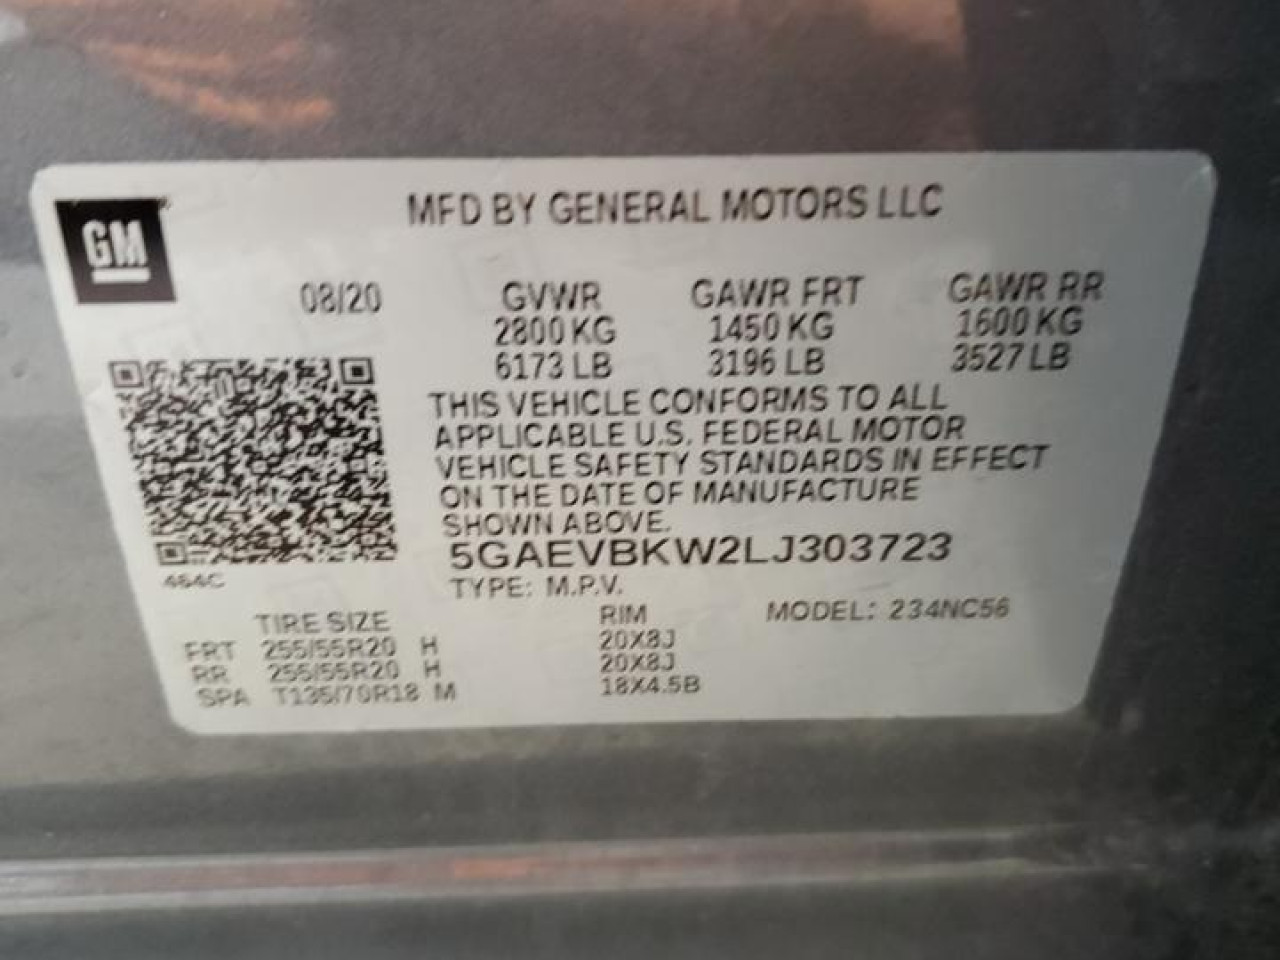 GM
MFD BY GENERAL MOTORS LLC
08/20 GVWR GAWR FRT GAWR RR
2800 KG 1450 KG 1600 KG
6173 LB 3196 LB 3527 LB
THIS VEHICLE CONFORMS TO ALL
APPLICABLE U.S. FEDERAL MOTOR
VEHICLE SAFETY STANDARDS IN EFFECT
ON THE DATE OF MANUFACTURE
SHOWN ABOVE.
5GAEVBKW2LJ303723
464C
TYPE: M.P.V.
TIRE SIZE RIM MODEL: 234NC56
FRT 255/55R20 H 20X8J
RR 255/55R20 H 20X8J
SPA T135/70R18 M 18X4.5B